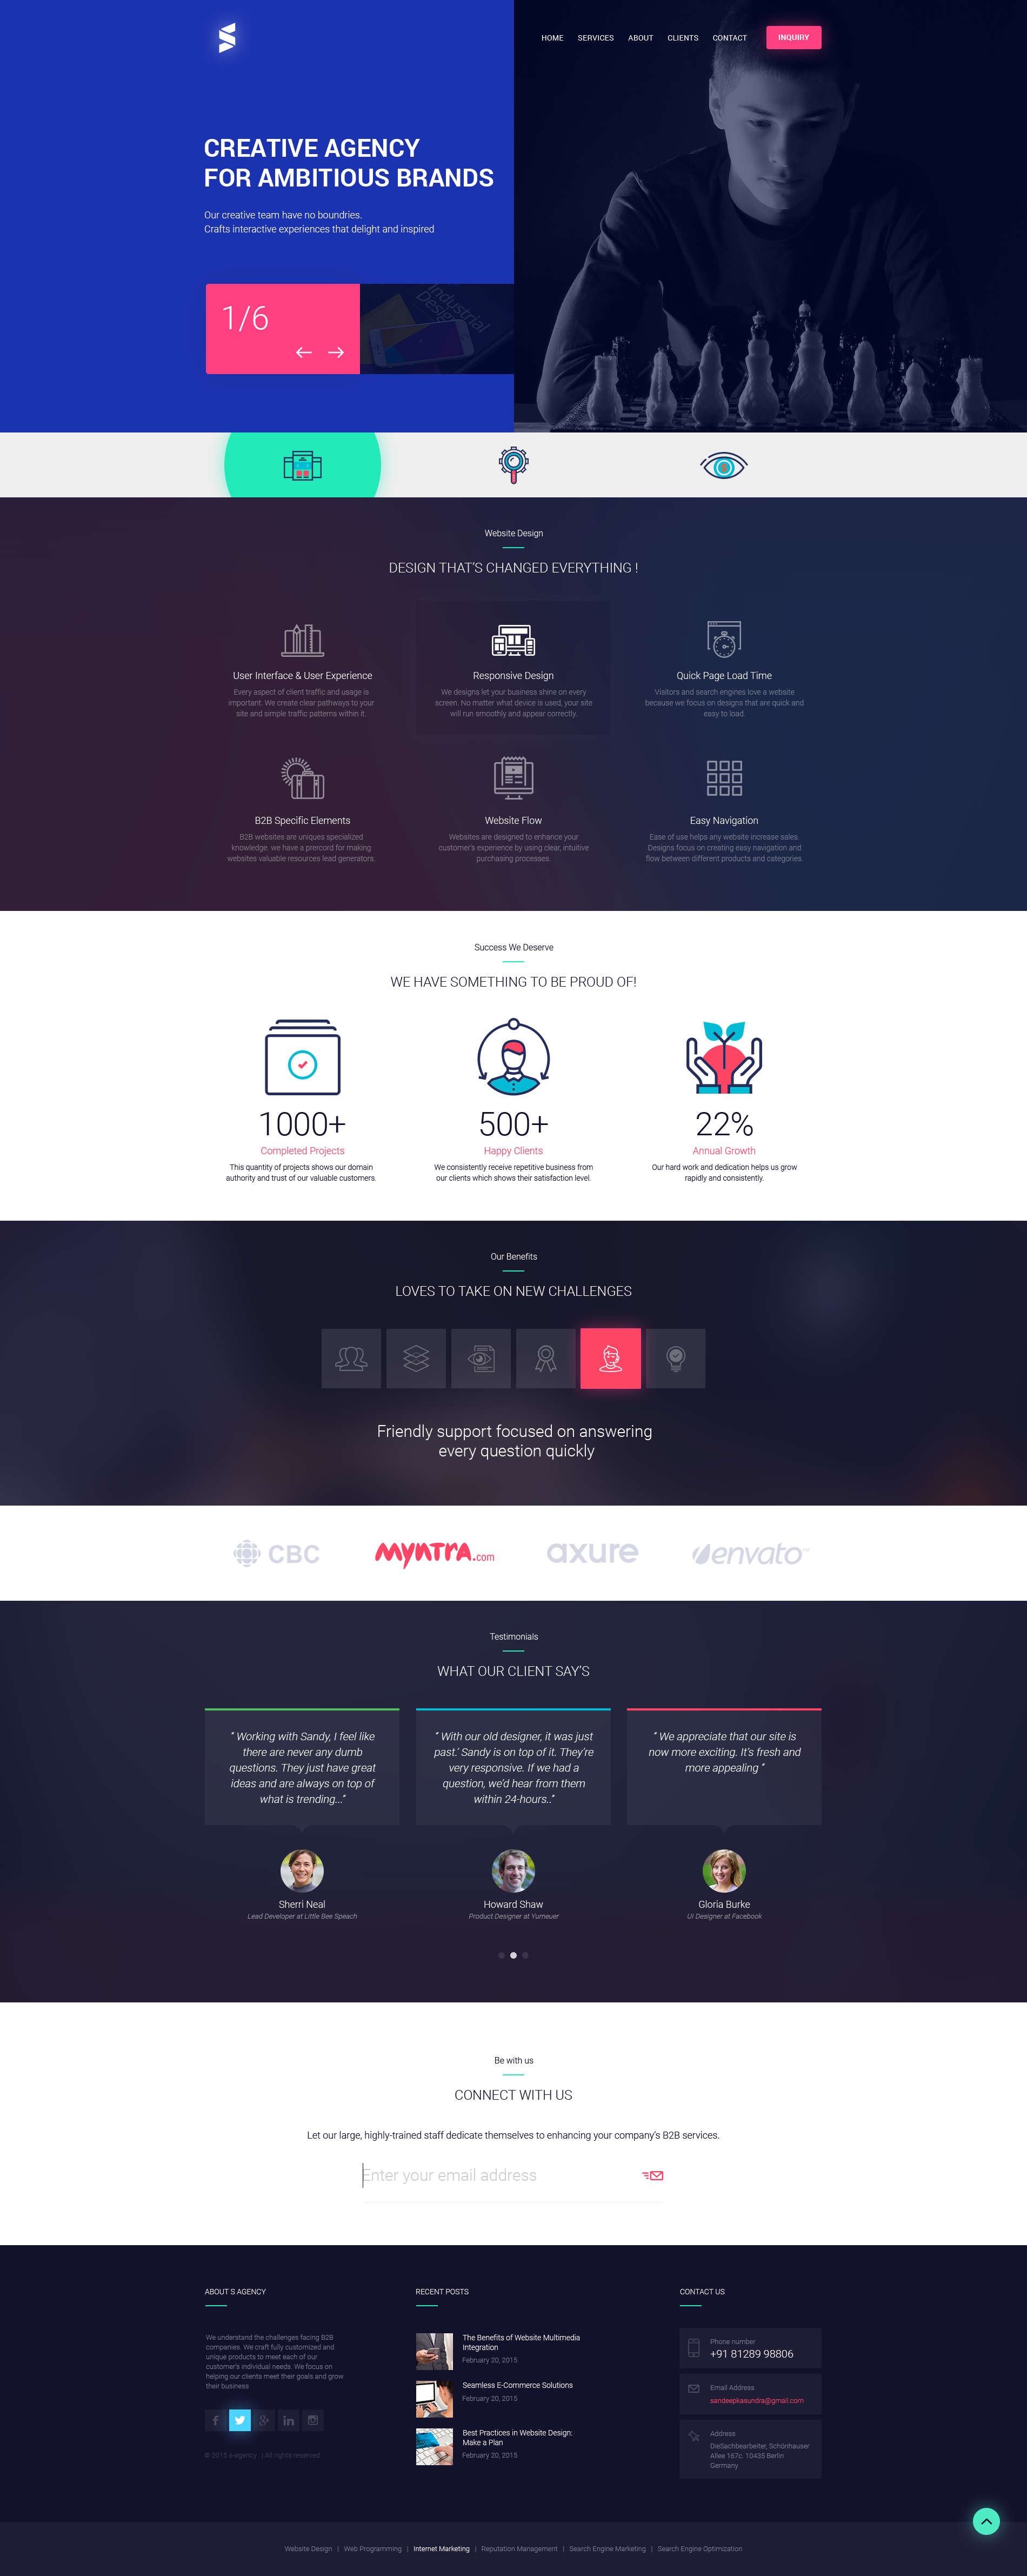 HOME SERVICES ABOUT CLIENTS CONTACT INQUIRY
CREATIVE AGENCY
FOR AMBITIOUS BRANDS
Our creative team have no boundries.
Crafts interactive experiences that delight and inspired
1/6
Industrial
Design
Website Design
DESIGN THAT'S CHANGED EVERYTHING !
User Interface & User Experience
Every aspect of client traffic and usage is
important. We create clear pathways to your
site and simple traffic patterns within it.
Responsive Design
We designs let your business shine on every
screen. No matter what device is used, your site
will run smoothly and appear correctly.
Quick Page Load Time
Visitors and search engines love a website
because we focus on designs that are quick and
easy to load.
B2B Specific Elements
B2B websites are uniques specialized
knowledge. we have a prercord for making
websites valuable resources lead generators.
Website Flow
Websites are designed to enhance your
customer's experience by using clear, intuitive
purchasing processes.
Easy Navigation
Ease of use helps any website increase sales.
Designs focus on creating easy navigation and
flow between different products and categories.
Success We Deserve
WE HAVE SOMETHING TO BE PROUD OF!
1000+
Completed Projects
This quantity of projects shows our domain
authority and trust of our valuable customers.
500+
Happy Clients
We consistently receive repetitive business from
our clients which shows their satisfaction level.
22%
Annual Growth
Our hard work and dedication helps us grow
rapidly and consistently.
Our Benefits
LOVES TO TAKE ON NEW CHALLENGES
Friendly support focused on answering
every question quickly
CBC
myntra.com
axure
envato
Testimonials
WHAT OUR CLIENT SAY'S
“ Working with Sandy, I feel like
there are never any dumb
questions. They just have great
ideas and are always on top of
what is trending...”
Sherri Neal
Lead Developer at Little Bee Speach
“ With our old designer, it was just
past.' Sandy is on top of it. They're
very responsive. If we had a
question, we'd hear from them
within 24-hours..”
Howard Shaw
Product Designer at Yumeuer
“ We appreciate that our site is
now more exciting. It's fresh and
more appealing ”
Gloria Burke
UI Designer at Facebook
Be with us
CONNECT WITH US
Let our large, highly-trained staff dedicate themselves to enhancing your company's B2B services.
Enter your email address
ABOUT S AGENCY
We understand the challenges facing B2B
companies. We craft fully customized and
unique products to meet each of our
customer's individual needs. We focus on
helping our clients meet their goals and grow
their business
© 2015 e-agency. | All rights reserved
RECENT POSTS
The Benefits of Website Multimedia
Integration
February 20, 2015
Seamless E-Commerce Solutions
February 20, 2015
Best Practices in Website Design:
Make a Plan
February 20, 2015
CONTACT US
Phone number
+91 81289 98806
Email Address
sandeepkasundra@gmail.com
Address
DieSachbearbeiter, Schönhauser
Allee 167c. 10435 Berlin
Germany
Website Design | Web Programming | Internet Marketing | Reputation Management | Search Engine Marketing | Search Engine Optimization